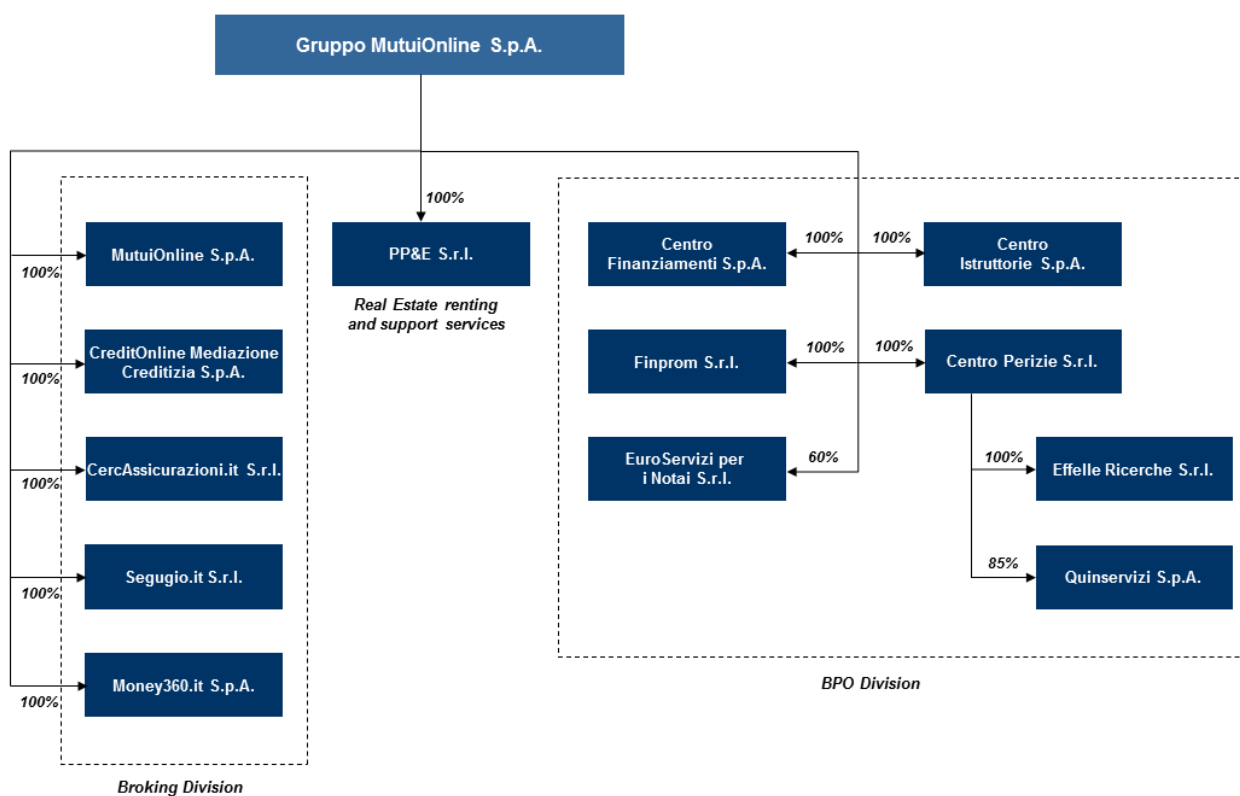 Gruppo MutuiOnline S.p.A.
100%
MutuiOnline S.p.A.
100%
CreditOnline Mediazione
Creditizia S.p.A.
100%
CercAssicurazioni.it S.r.l.
100%
Segugio.it S.r.l.
100%
Money360.it S.p.A.
100%
Broking Division
PP&E S.r.l.
Real Estate renting
and support services
Centro
Finanziamenti S.p.A.
100%
100%
Centro
Istruttorie S.p.A.
Finprom S.r.l.
100%
100%
Centro Perizie S.r.l.
EuroServizi per
i Notai S.r.l.
60%
100%
Effelle Ricerche S.r.l.
85%
Quinservizi S.p.A.
BPO Division